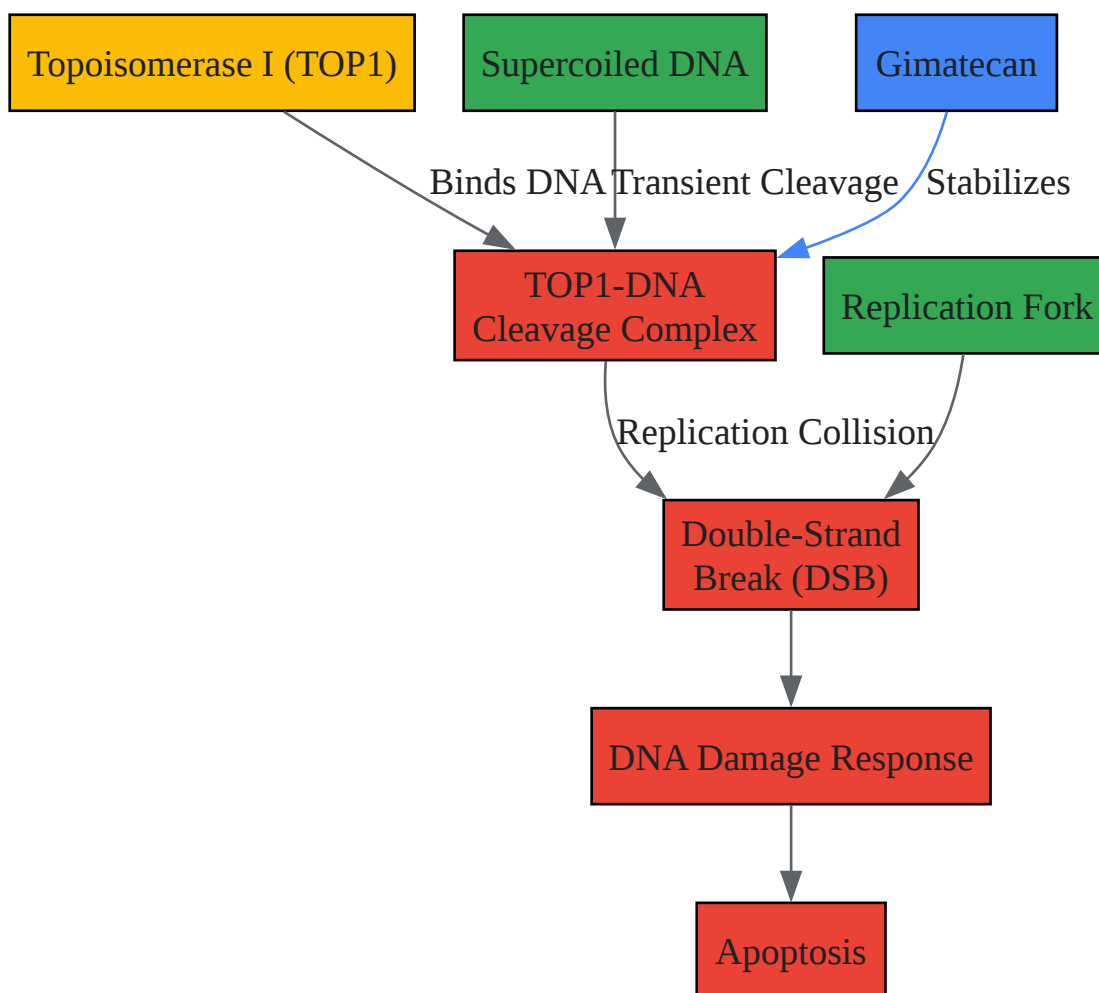 Topoisomerase I (TOP1)
Supercoiled DNA
Gimatecan
Binds DNA
Transient Cleavage
Stabilizes
TOP1-DNA
Cleavage Complex
Replication Fork
Replication Collision
Double-Strand
Break (DSB)
DNA Damage Response
Apoptosis